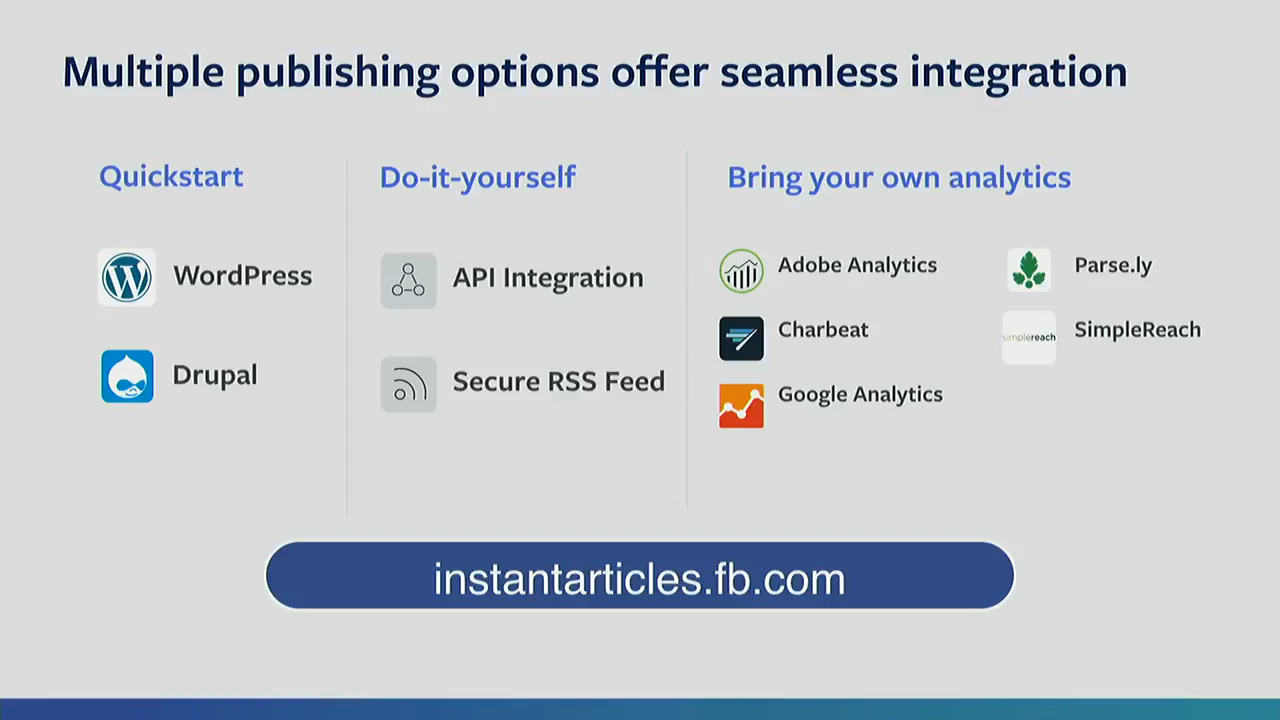 Multiple publishing options offer seamless integration
Quickstart
WordPress
Drupal
Do-it-yourself
API Integration
Secure RSS Feed
Bring your own analytics
Adobe Analytics
Charbeat
Google Analytics
Parse.ly
simplereach
SimpleReach
instantarticles.fb.com